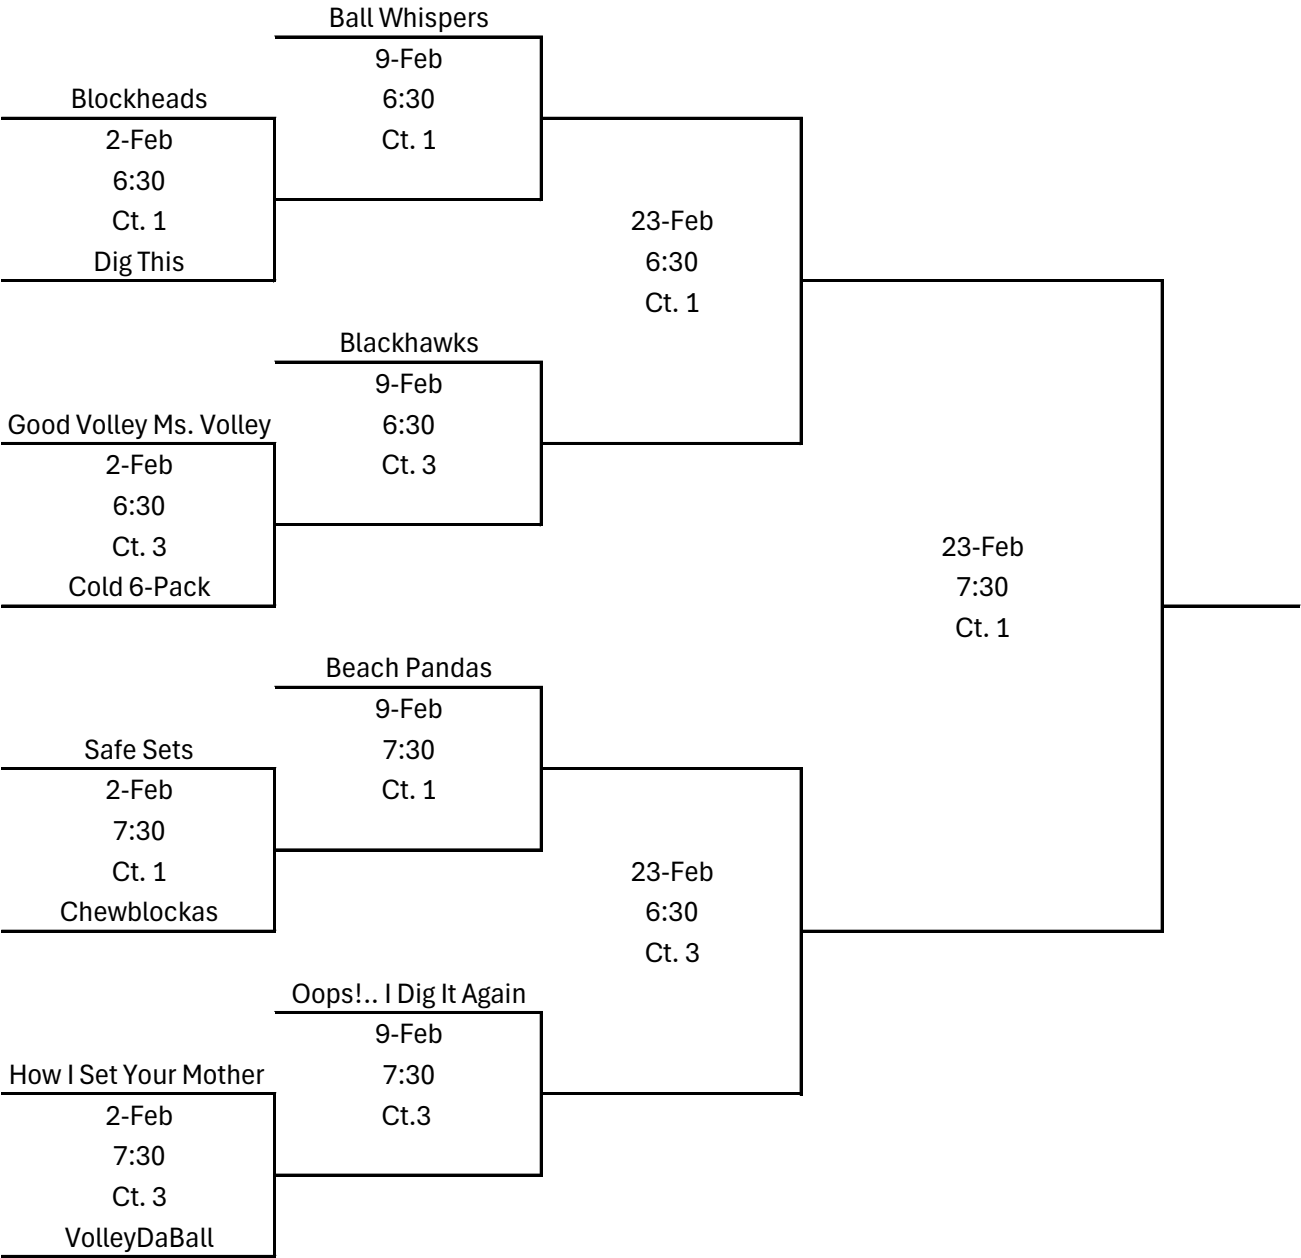 Ball Whispers
9-Feb
6:30
Ct. 1
Blockheads
2-Feb
6:30
Ct. 1
Dig This
23-Feb
6:30
Ct. 1
Blackhawks
9-Feb
6:30
Ct. 3
Good Volley Ms. Volley
2-Feb
6:30
Ct. 3
Cold 6-Pack
23-Feb
7:30
Ct. 1
Beach Pandas
9-Feb
7:30
Ct. 1
Safe Sets
2-Feb
7:30
Ct. 1
Chewblockas
23-Feb
6:30
Ct. 3
Oops!.. I Dig It Again
9-Feb
7:30
Ct.3
How I Set Your Mother
2-Feb
7:30
Ct. 3
VolleyDaBall